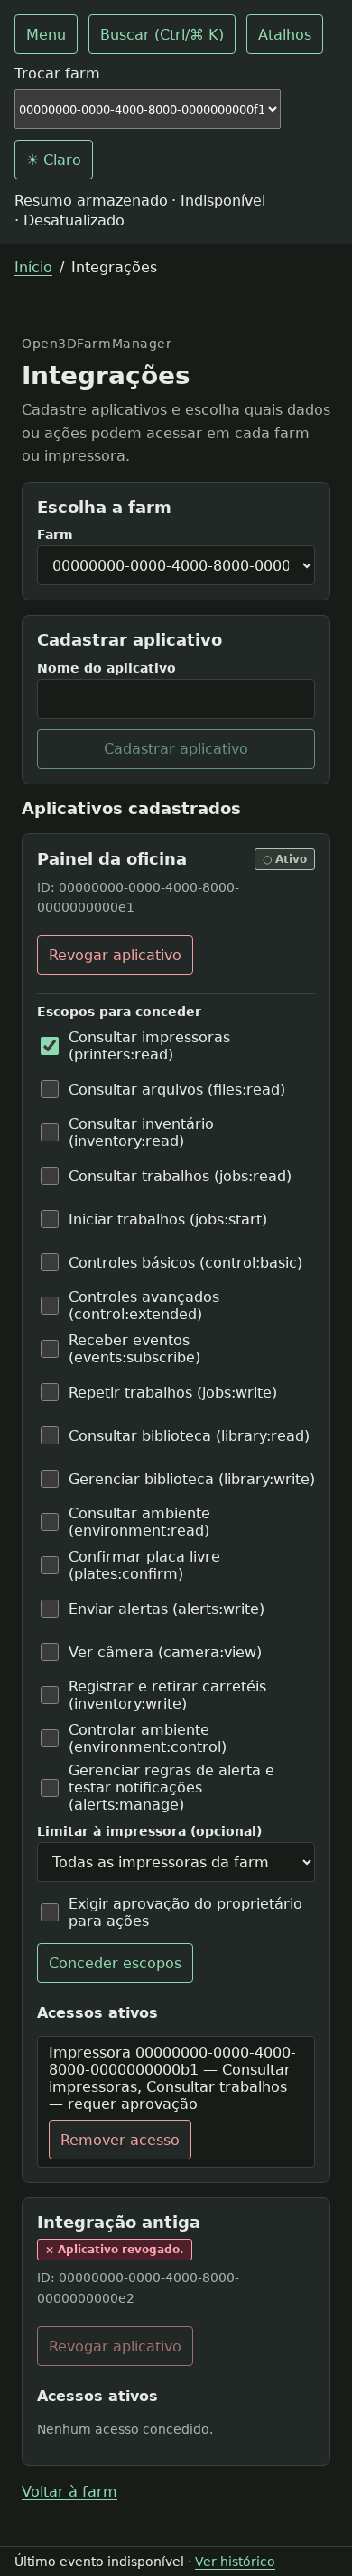 Menu
Buscar (Ctrl/⌘ K)
Atalhos
Trocar farm
00000000-0000-4000-8000-0000000000f1
☀ Claro
Resumo armazenado · Indisponível
· Desatualizado
Início / Integrações
Open3DFarmManager
Integrações
Cadastre aplicativos e escolha quais dados
ou ações podem acessar em cada farm
ou impressora.
Escolha a farm
Farm
00000000-0000-4000-8000-0000
Cadastrar aplicativo
Nome do aplicativo
Cadastrar aplicativo
Aplicativos cadastrados
Painel da oficina
○ Ativo
ID: 00000000-0000-4000-8000-
0000000000e1
Revogar aplicativo
Escopos para conceder
Consultar impressoras
(printers:read)
Consultar arquivos (files:read)
Consultar inventário
(inventory:read)
Consultar trabalhos (jobs:read)
Iniciar trabalhos (jobs:start)
Controles básicos (control:basic)
Controles avançados
(control:extended)
Receber eventos
(events:subscribe)
Repetir trabalhos (jobs:write)
Consultar biblioteca (library:read)
Gerenciar biblioteca (library:write)
Consultar ambiente
(environment:read)
Confirmar placa livre
(plates:confirm)
Enviar alertas (alerts:write)
Ver câmera (camera:view)
Registrar e retirar carretéis
(inventory:write)
Controlar ambiente
(environment:control)
Gerenciar regras de alerta e
testar notificações
(alerts:manage)
Limitar à impressora (opcional)
Todas as impressoras da farm
Exigir aprovação do proprietário
para ações
Conceder escopos
Acessos ativos
Impressora 00000000-0000-4000-
8000-0000000000b1 — Consultar
impressoras, Consultar trabalhos
— requer aprovação
Remover acesso
Integração antiga
× Aplicativo revogado.
ID: 00000000-0000-4000-8000-
0000000000e2
Revogar aplicativo
Acessos ativos
Nenhum acesso concedido.
Voltar à farm
Último evento indisponível · Ver histórico